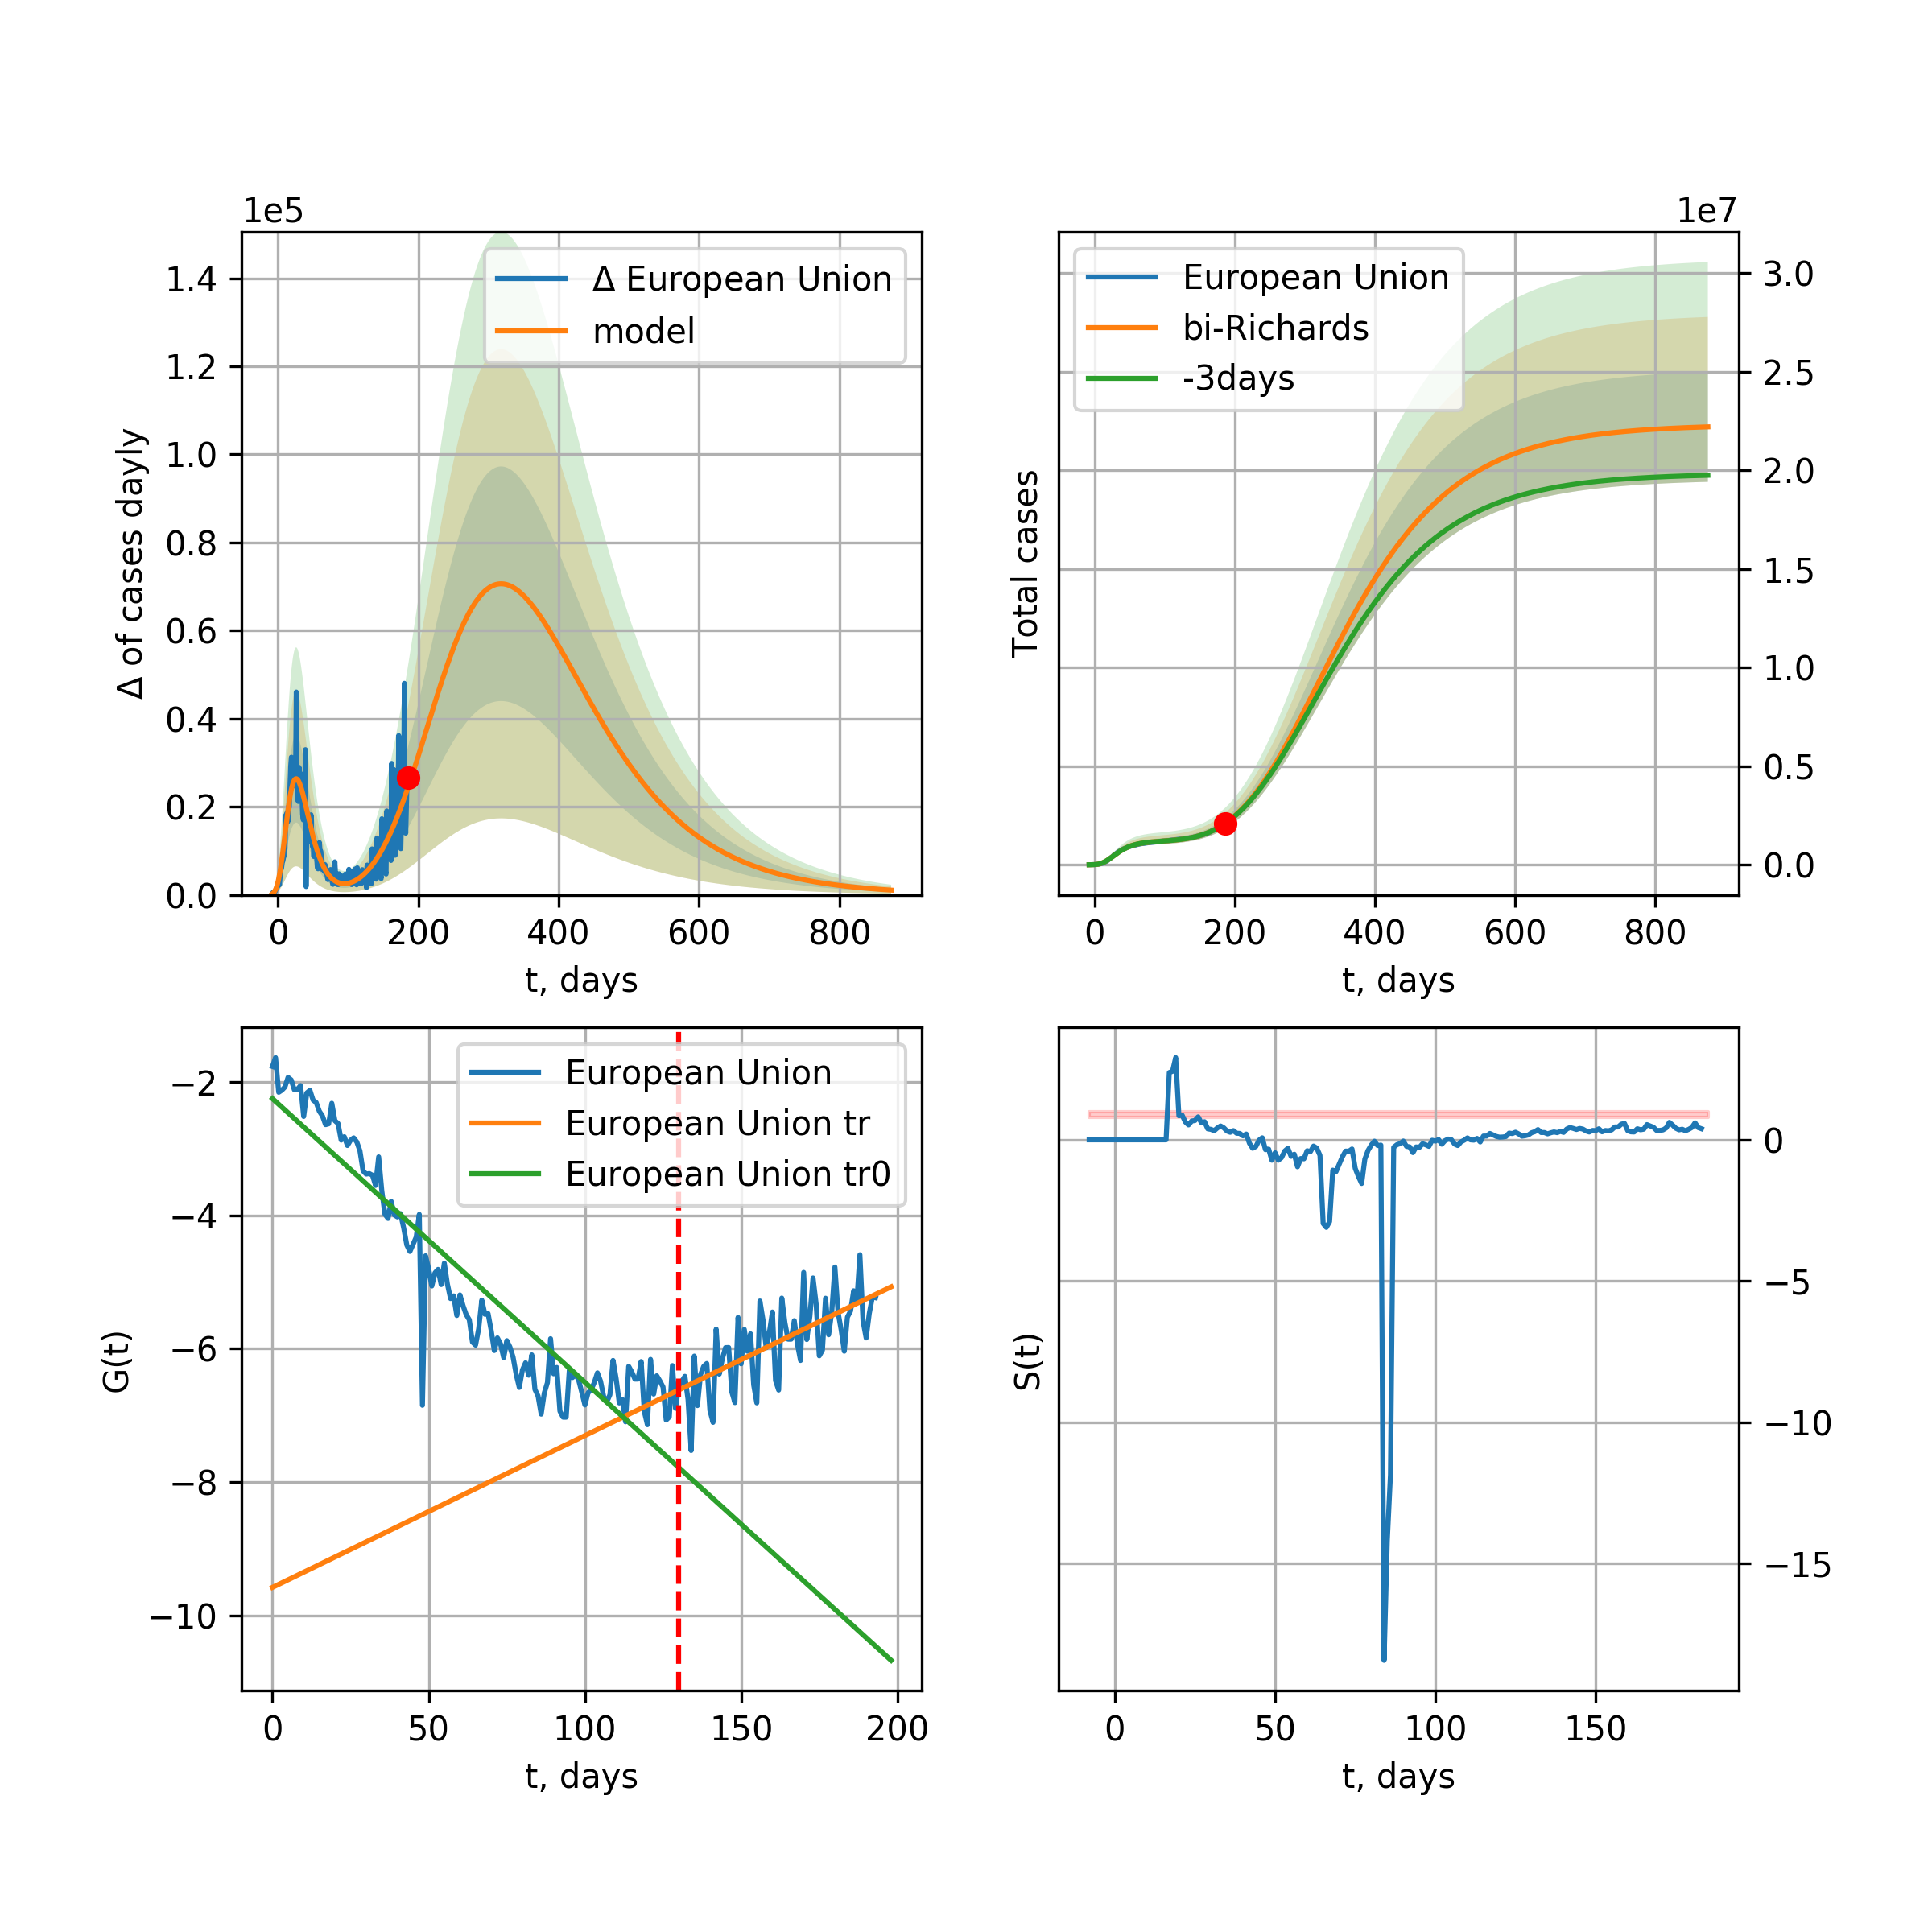 1e5
Δ European Union
model
1.4
1.2
1.0
0.8
0.6
0.4
0.2
0.0
Δ of cases dayly
0 200 400 600 800
t, days
1e7
European Union
bi-Richards
-3days
3.0
2.5
2.0
1.5
1.0
0.5
0.0
Total cases
0 200 400 600 800
t, days
European Union
European Union tr
European Union tr0
−2
−4
−6
−8
−10
G(t)
0 50 100 150 200
t, days
0
−5
−10
−15
S(t)
0 50 100 150
t, days